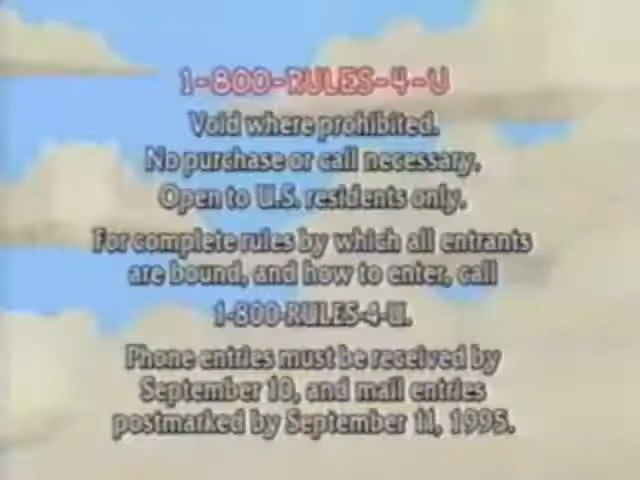 1-800-RULES-4-U
Void where prohibited.
No purchase or call necessary.
Open to U.S. residents only.
For complete rules by which all entrants
are bound, and how to enter, call
1-800-RULES-4-U.
Phone entries must be received by
September 10, and mail entries
postmarked by September 11, 1995.